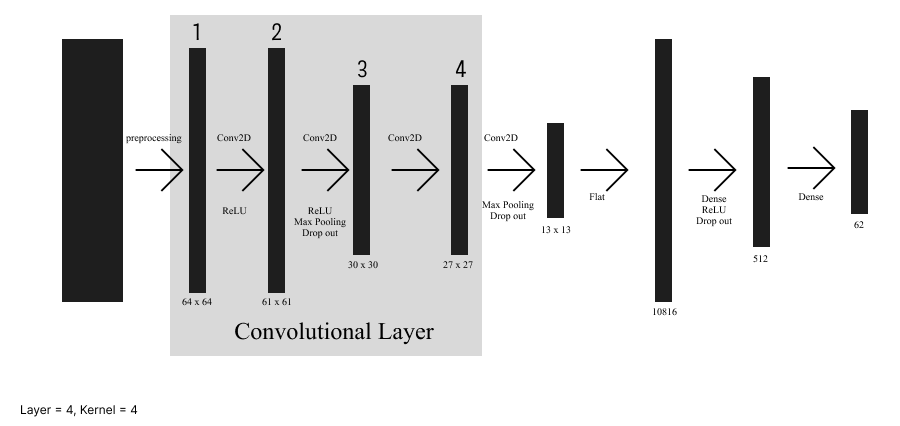 1
2
3
4
preprocessing
Conv2D
Conv2D
Conv2D
Conv2D
ReLU
ReLU
Max Pooling
Drop out
Max Pooling
Drop out
Flat
Dense
ReLU
Drop out
Dense
64 x 64
61 x 61
30 x 30
27 x 27
13 x 13
10816
512
62
Convolutional Layer
Layer = 4, Kernel = 4